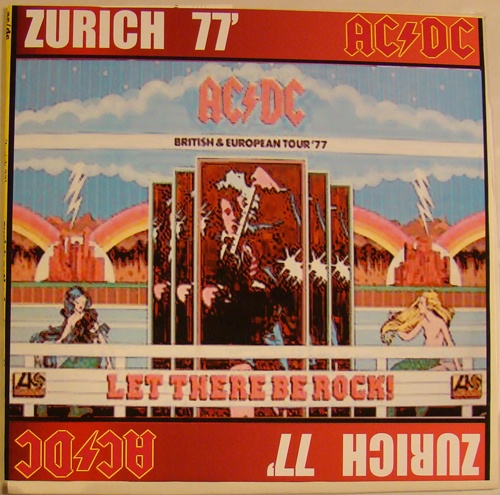 ZURICH 77' AC/DC
AC/DC
BRITISH & EUROPEAN TOUR '77
LET THERE BE ROCK!
ZURICH 77' AC/DC